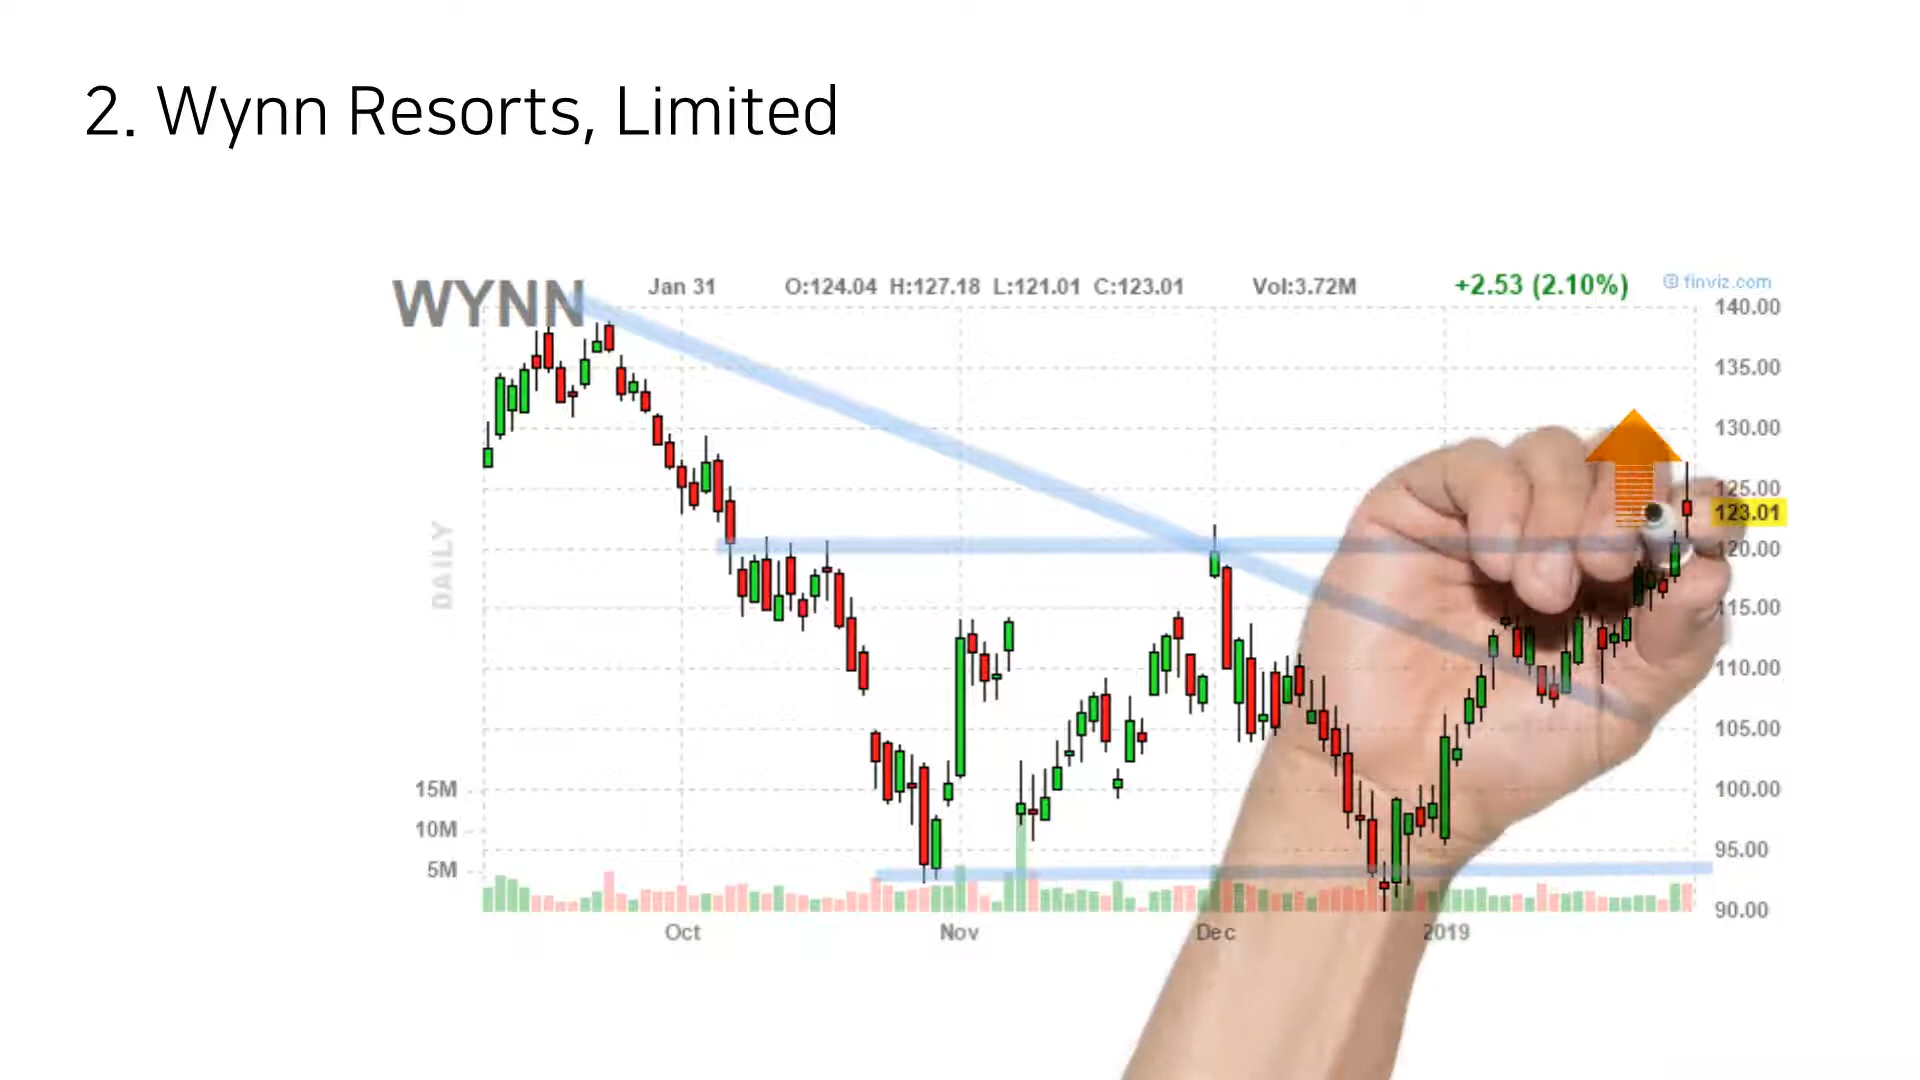 2. Wynn Resorts, Limited
WYNN Jan 31 O:124.04 H:127.18 L:121.01 C:123.01 Vol:3.72M +2.53 (2.10%) © finviz.com
140.00
135.00
130.00
125.00
123.01
120.00
115.00
110.00
105.00
100.00
95.00
90.00
DAILY
15M
10M
5M
Oct Nov Dec 2019